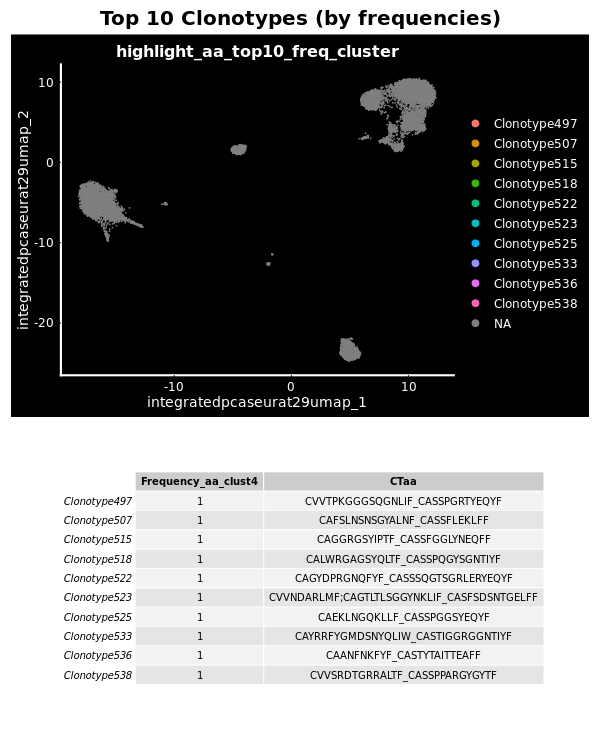 Top 10 Clonotypes (by frequencies)
highlight_aa_top10_freq_cluster
integratedpcaseurat29umap_2
10
0
-10
-20
-10
0
10
integratedpcaseurat29umap_1
Clonotype497
Clonotype507
Clonotype515
Clonotype518
Clonotype522
Clonotype523
Clonotype525
Clonotype533
Clonotype536
Clonotype538
NA
Frequency_aa_clust4 CTaa
Clonotype497 1 CVVTPKGGGSQGNLIF_CASSPGRTYEQYF
Clonotype507 1 CAFSLNSNSGYALNF_CASSFLEKLFF
Clonotype515 1 CAGGRGSYIPTF_CASSFGGLYNEQFF
Clonotype518 1 CALWRGAGSYQLTF_CASSPQGYSGNTIYF
Clonotype522 1 CAGYDPRGNQFYF_CASSSQGTSGRLERYEQYF
Clonotype523 1 CVVNDARLMF;CAGTLTLSGGYNKLIF_CASFSDSNTGELFF
Clonotype525 1 CAEKLNGQKLLF_CASSPGGSYEQYF
Clonotype533 1 CAYRRFYGMDSNYQLIW_CASTIGGRGGNTIYF
Clonotype536 1 CAANFNKFYF_CASTYTAITTEAFF
Clonotype538 1 CVVSRDTGRRALTF_CASSPPARGYGYTF